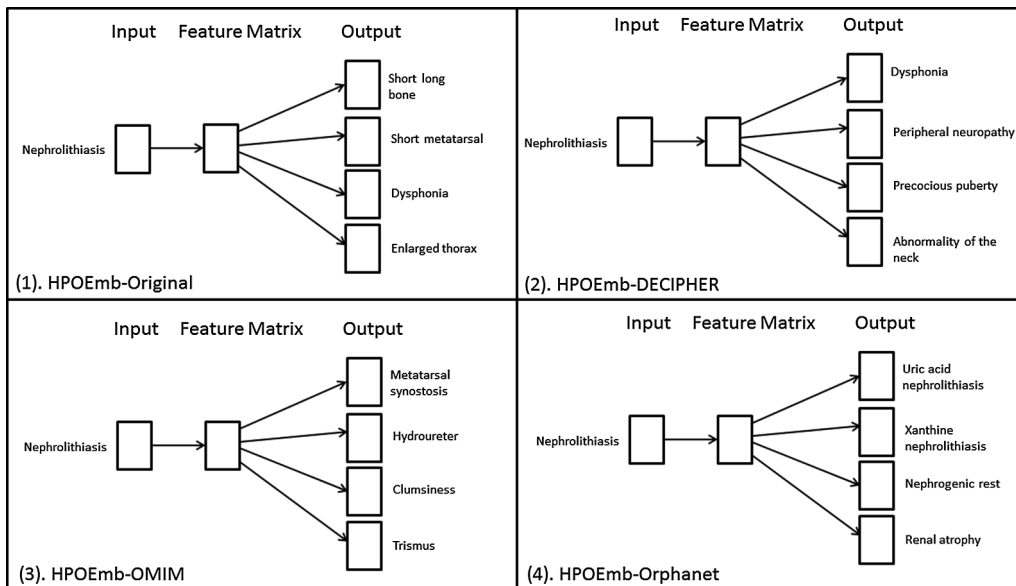 Input Feature Matrix Output
Short long
bone
Short metatarsal
Nephrolithiasis
Dysphonia
Enlarged thorax
(1). HPOEmb-Original
Input Feature Matrix Output
Dysphonia
Peripheral neuropathy
Nephrolithiasis
Precocious puberty
Abnormality of the
neck
(2). HPOEmb-DECIPHER
Input Feature Matrix Output
Metatarsal
synostosis
Hydroureter
Nephrolithiasis
Clumsiness
Trismus
(3). HPOEmb-OMIM
Input Feature Matrix Output
Uric acid
nephrolithiasis
Xanthine
nephrolithiasis
Nephrolithiasis
Nephrogenic rest
Renal atrophy
(4). HPOEmb-Orphanet